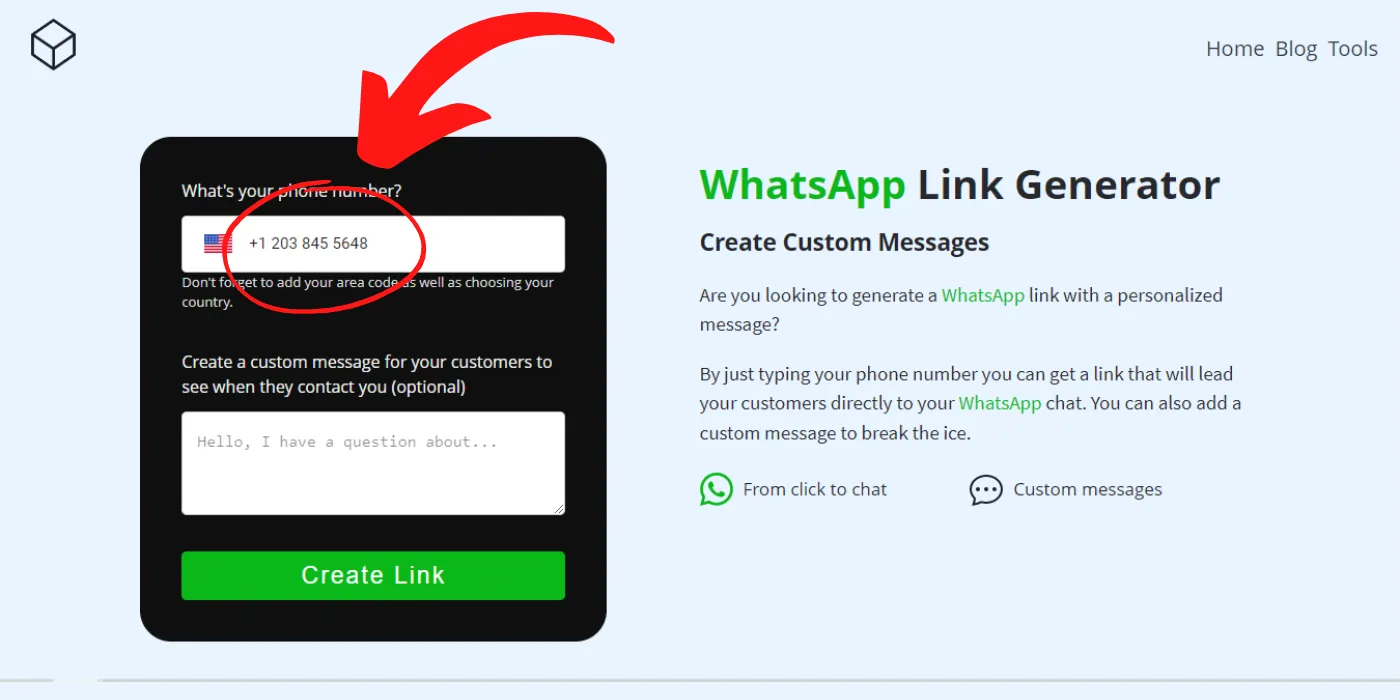 Home Blog Tools
What's your phone number?
+1 203 845 5648
Don't forget to add your area code as well as choosing your
country.
Create a custom message for your customers to
see when they contact you (optional)
Hello, I have a question about...
Create Link
WhatsApp Link Generator
Create Custom Messages
Are you looking to generate a WhatsApp link with a personalized
message?
By just typing your phone number you can get a link that will lead
your customers directly to your WhatsApp chat. You can also add a
custom message to break the ice.
From click to chat
Custom messages